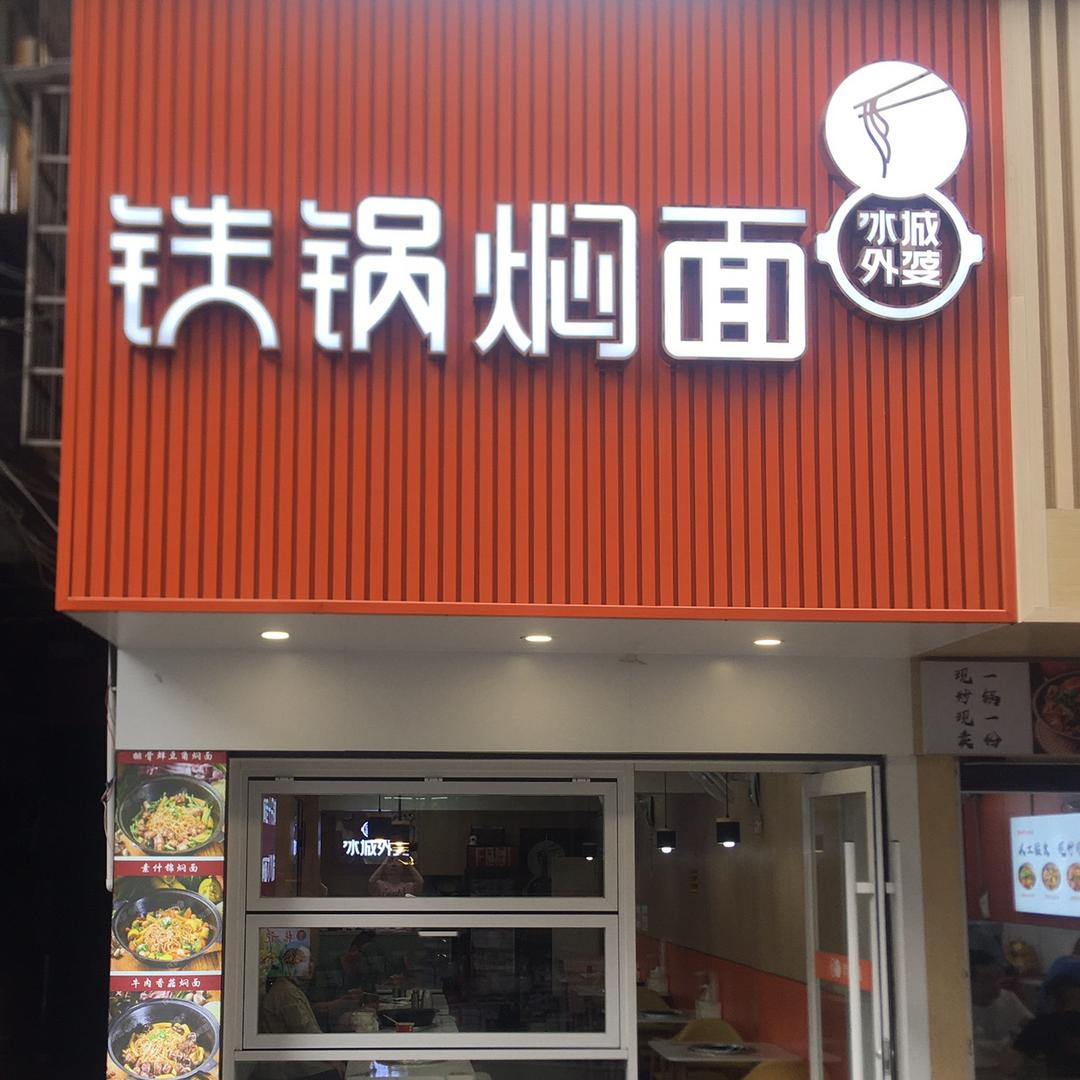 铁锅焖面
冰城
外婆
排骨鲜豆角焖面
素什锦焖面
牛肉香菇焖面
一锅一份
现炒现卖
冰城外婆